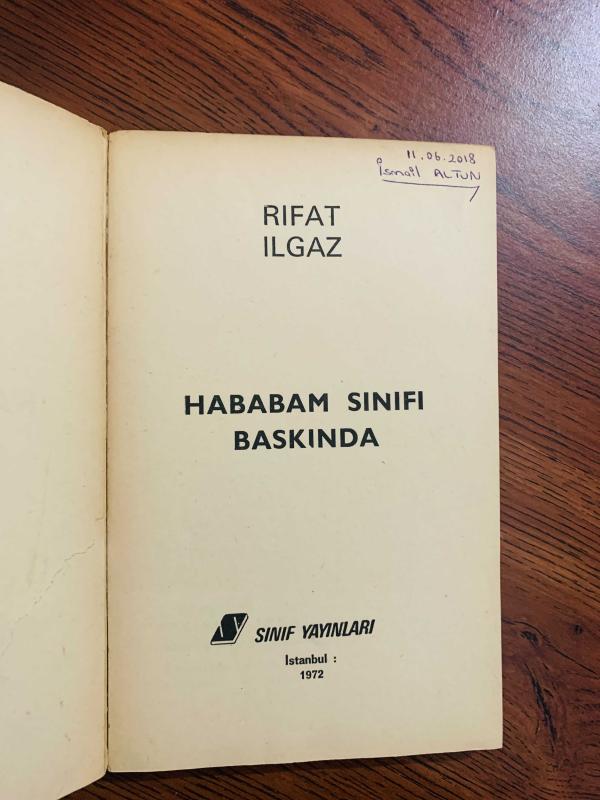 11.06.2018
İsmail ALTUN
RIFAT
ILGAZ
HABABAM SINIFI
BASKINDA
SINIF YAYINLARI
İstanbul :
1972